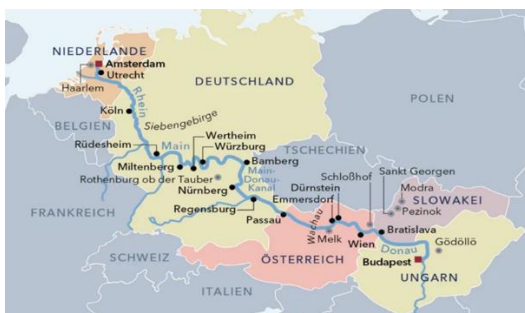 NIEDERLANDE
Amsterdam
Utrecht
Haarlem
Rhein
DEUTSCHLAND
POLEN
Köln
Siebengebirge
BELGIEN
Rüdesheim
Main
Wertheim
Würzburg
TSCHECHIEN
Miltenberg
Bamberg
Rothenburg ob der Tauber
Main-
Donau-
Kanal
Nürnberg
Schloßhof
Sankt Georgen
Dürnstein
Emmersdorf
Modra
SLOWAKEI
Pezinok
FRANKREICH
Regensburg
Passau
Wachau
Melk
Wien
Bratislava
Donau
Gödöllö
SCHWEIZ
ÖSTERREICH
Budapest
UNGARN
ITALIEN